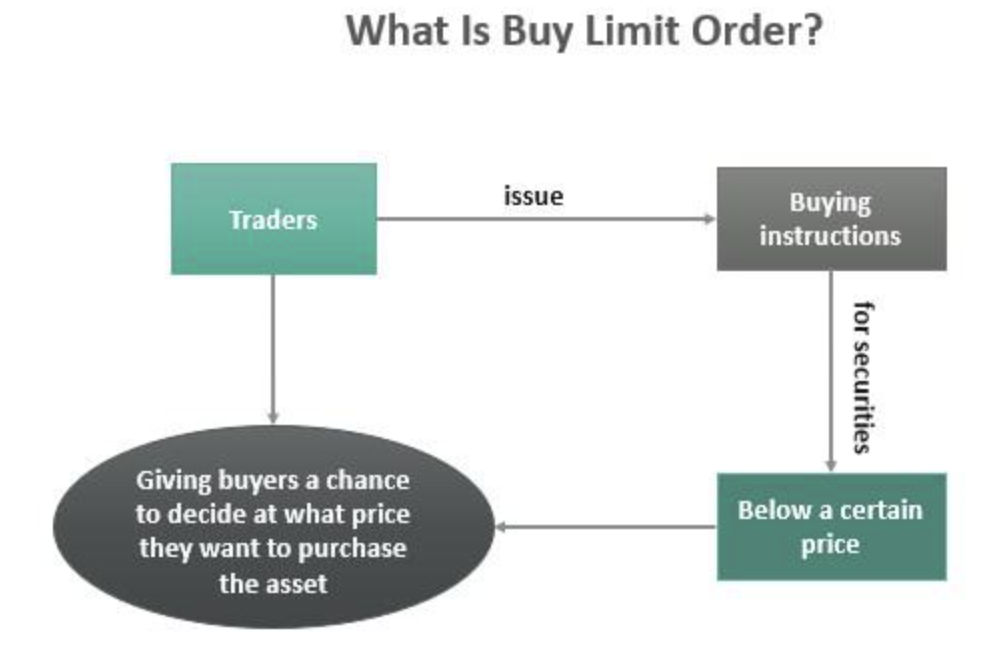 What Is Buy Limit Order?
Traders
issue
Buying
instructions
for securities
Giving buyers a chance
to decide at what price
they want to purchase
the asset
Below a certain
price